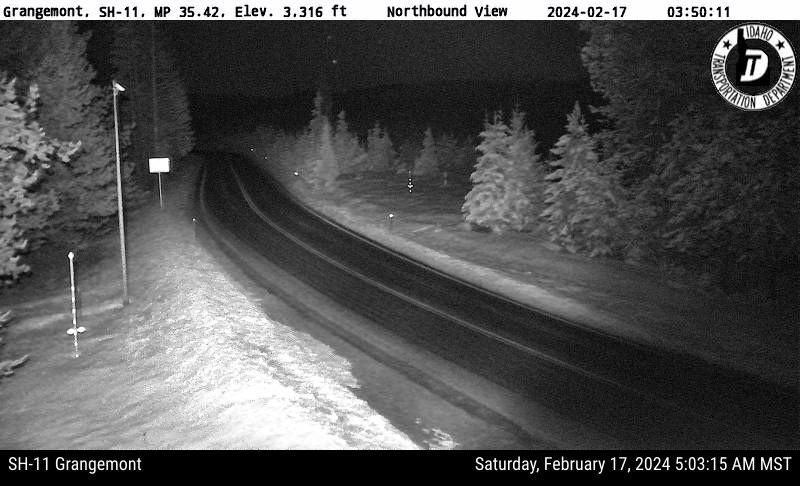 Grangemont, SH-11, MP 35.42, Elev. 3,316 ft Northbound View 2024-02-17 03:50:11
IDAHO
TRANSPORTATION DEPARTMENT
SH-11 Grangemont Saturday, February 17, 2024 5:03:15 AM MST